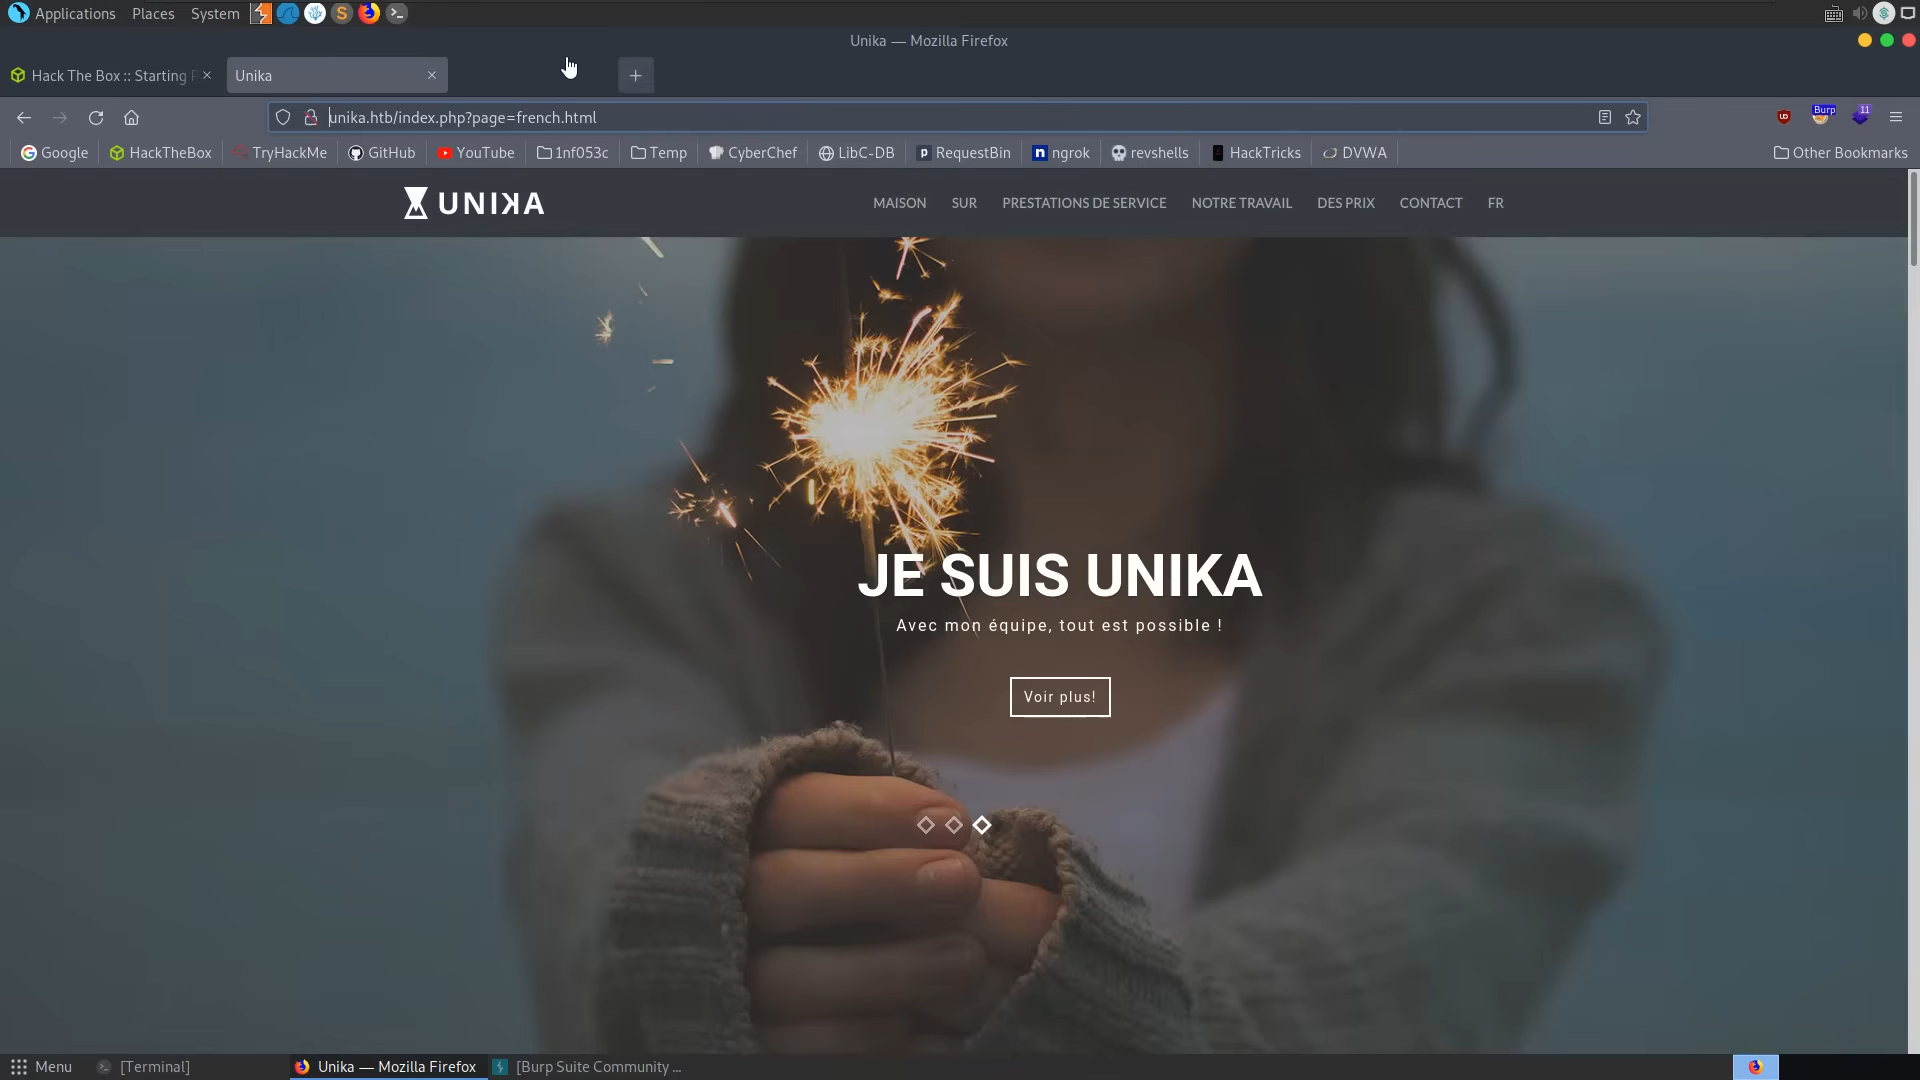 Applications Places System
Unika — Mozilla Firefox
Hack The Box :: Starting P
Unika
unika.htb/index.php?page=french.html
Burp
11
Google HackTheBox TryHackMe GitHub YouTube 1nf053c Temp CyberChef LibC-DB RequestBin ngrok revshells HackTricks DVWA Other Bookmarks
UNIKA MAISON SUR PRESTATIONS DE SERVICE NOTRE TRAVAIL DES PRIX CONTACT FR
JE SUIS UNIKA
Avec mon équipe, tout est possible !
Voir plus!
Menu [Terminal] Unika — Mozilla Firefox [Burp Suite Community ...